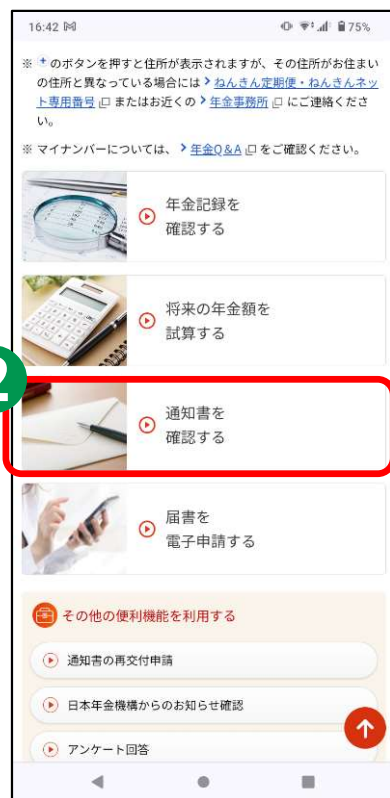 16:42
75%
※ + のボタンを押すと住所が表示されますが、その住所がお住まい
の住所と異なっている場合には ねんきん定期便・ねんきんネッ
ト専用番号 またはお近くの 年金事務所 にご連絡くださ
い。
※ マイナンバーについては、 年金Q&A をご確認ください。
年金記録を
確認する
将来の年金額を
試算する
2
通知書を
確認する
届書を
電子申請する
その他の便利機能を利用する
通知書の再交付申請
日本年金機構からのお知らせ確認
アンケート回答